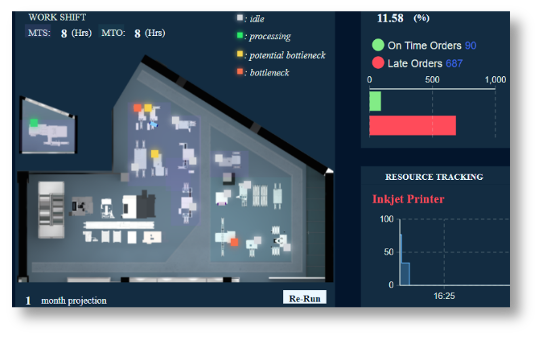 WORK SHIFT
MTS: 8 (Hrs) MTO: 8 (Hrs)
: idle
: processing
: potential bottleneck
: bottleneck
1 month projection
Re-Run
11.58 (%)
On Time Orders 90
Late Orders 687
0 500 1,000
RESOURCE TRACKING
Inkjet Printer
100
50
0
16:25